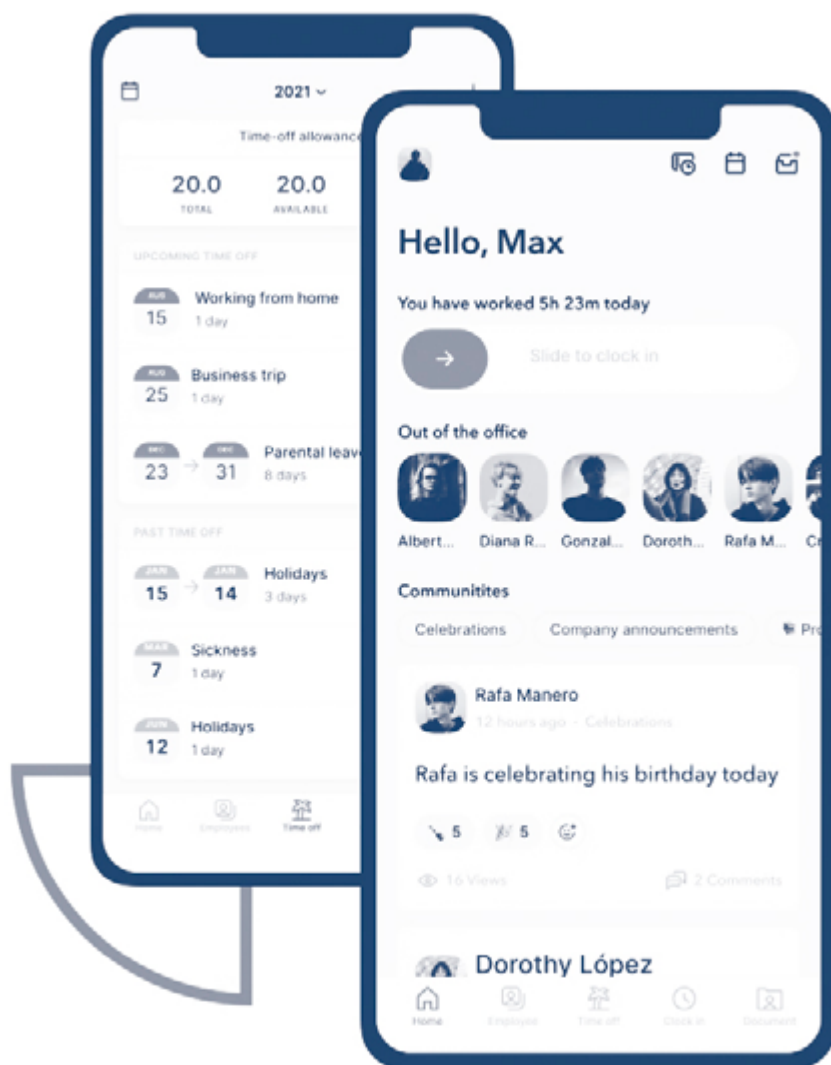 2021
Time-off allowance
20.0 20.0
TOTAL AVAILABLE
UPCOMING TIME OFF
AUG
15
Working from home
1 day
AUG
25
Business trip
1 day
DEC DEC
23 → 31
Parental leav
8 days
PAST TIME OFF
JAN JAN
15 → 14
Holidays
3 days
MAR
7
Sickness
1 day
JUN
12
Holidays
1 day
Home Employees Time off
Hello, Max
You have worked 5h 23m today
→ Slide to clock in
Out of the office
Albert... Diana R... Gonzal... Doroth... Rafa M... Cr
Communitites
Celebrations Company announcements Pro
Rafa Manero
12 hours ago · Celebrations
Rafa is celebrating his birthday today
5 5
16 Views 2 Comments
Dorothy López
Home Employee Time off Clock in Document